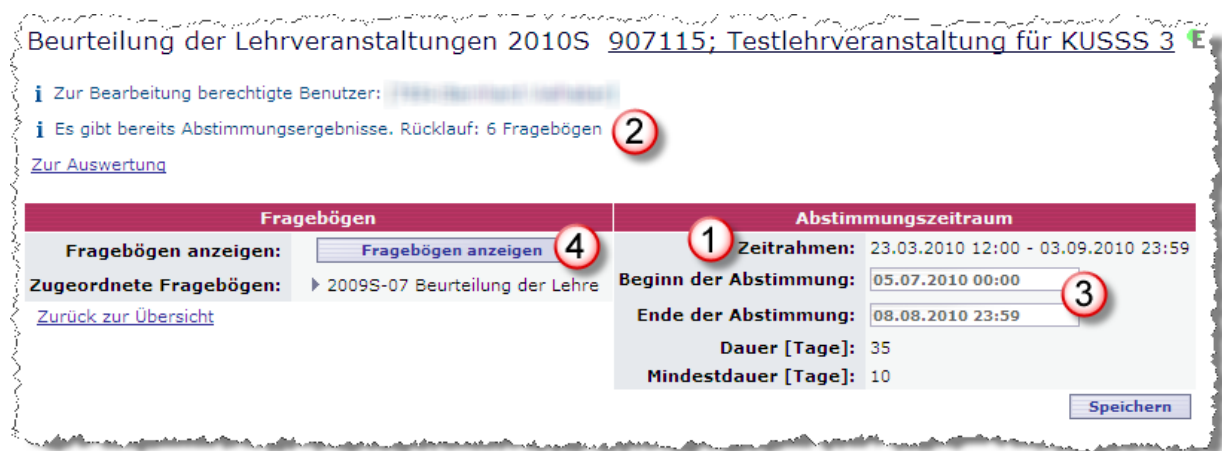 Beurteilung der Lehrveranstaltungen 2010S 907115; Testlehrveranstaltung für KUSSS 3 E
i Zur Bearbeitung berechtigte Benutzer:
i Es gibt bereits Abstimmungsergebnisse. Rücklauf: 6 Fragebögen 2
Zur Auswertung
Fragebögen
Fragebögen anzeigen: Fragebögen anzeigen 4
Zugeordnete Fragebögen: 2009S-07 Beurteilung der Lehre
Zurück zur Übersicht
Abstimmungszeitraum
1 Zeitrahmen: 23.03.2010 12:00 - 03.09.2010 23:59
Beginn der Abstimmung: 05.07.2010 00:00
3
Ende der Abstimmung: 08.08.2010 23:59
Dauer [Tage]: 35
Mindestdauer [Tage]: 10
Speichern